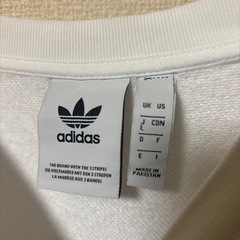 adidas
THE BRAND WITH THE 3 STRIPES
DIE WELTMARKE MIT DEN 3 STREIFEN
LA MARQUE AUX 3 BANDES
UK US
J CDN
L
D F
E I
MADE IN
PAKISTAN